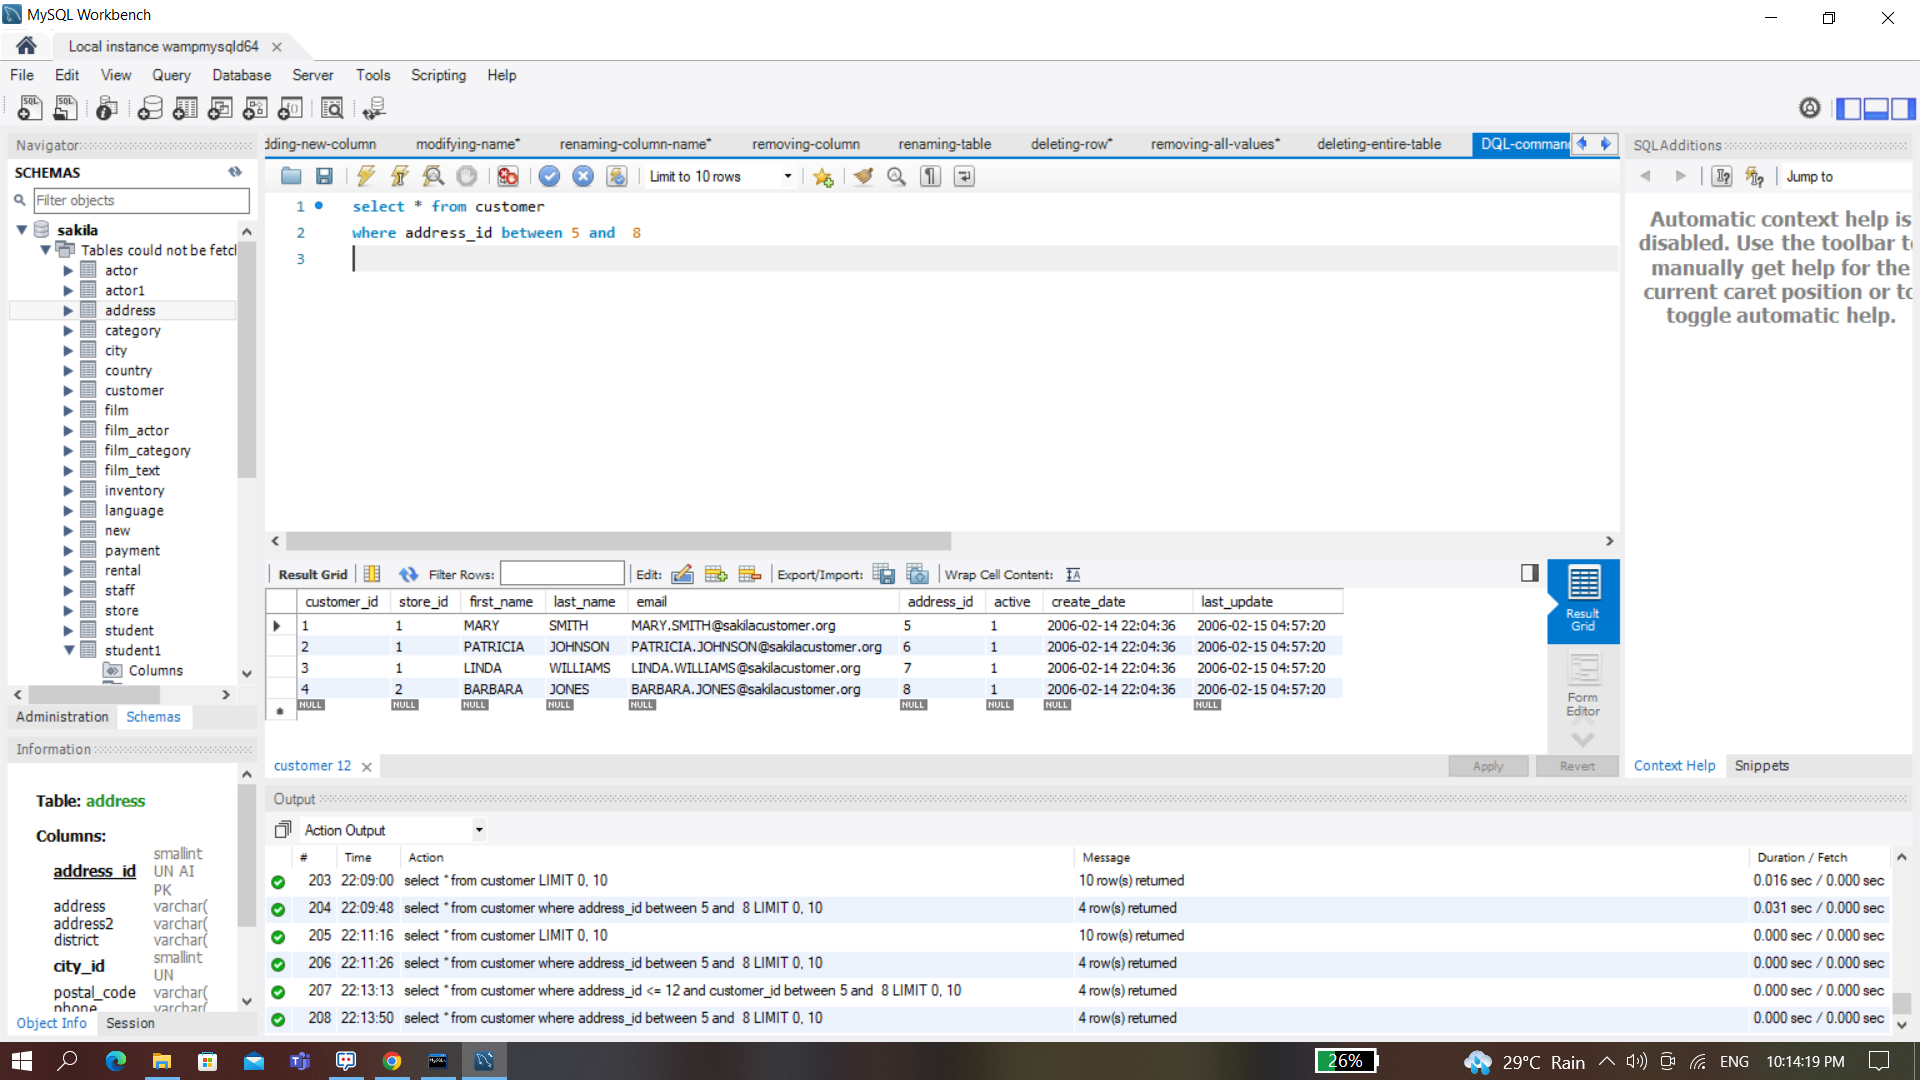 MySQL Workbench
Local instance wampmysqld64
File Edit View Query Database Server Tools Scripting Help
Navigator
SCHEMAS
Filter objects
sakila
Tables could not be fetcl
actor
actor1
address
category
city
country
customer
film
film_actor
film_category
film_text
inventory
language
new
payment
rental
staff
store
student
student1
Columns
Administration Schemas
Information
Table: address
Columns:
address_id smallint UN AI PK
address varchar(
address2 varchar(
district varchar(
city_id smallint UN
postal_code varchar(
phone varchar(
Object Info Session
dding-new-column modifying-name* renaming-column-name* removing-column renaming-table deleting-row* removing-all-values* deleting-entire-table DQL-comman
Limit to 10 rows
1 select * from customer
2 where address_id between 5 and 8
3
Result Grid Filter Rows: Edit: Export/Import: Wrap Cell Content:
customer_id store_id first_name last_name email address_id active create_date last_update
1 1 MARY SMITH MARY.SMITH@sakilacustomer.org 5 1 2006-02-14 22:04:36 2006-02-15 04:57:20
2 1 PATRICIA JOHNSON PATRICIA.JOHNSON@sakilacustomer.org 6 1 2006-02-14 22:04:36 2006-02-15 04:57:20
3 1 LINDA WILLIAMS LINDA.WILLIAMS@sakilacustomer.org 7 1 2006-02-14 22:04:36 2006-02-15 04:57:20
4 2 BARBARA JONES BARBARA.JONES@sakilacustomer.org 8 1 2006-02-14 22:04:36 2006-02-15 04:57:20
NULL NULL NULL NULL NULL NULL NULL NULL NULL
Result Grid
Form Editor
customer 12
Apply Revert
SQLAdditions
Jump to
Automatic context help is
disabled. Use the toolbar t
manually get help for the
current caret position or to
toggle automatic help.
Context Help Snippets
Output
Action Output
# Time Action Message Duration / Fetch
203 22:09:00 select * from customer LIMIT 0, 10 10 row(s) returned 0.016 sec / 0.000 sec
204 22:09:48 select * from customer where address_id between 5 and 8 LIMIT 0, 10 4 row(s) returned 0.031 sec / 0.000 sec
205 22:11:16 select * from customer LIMIT 0, 10 10 row(s) returned 0.000 sec / 0.000 sec
206 22:11:26 select * from customer where address_id between 5 and 8 LIMIT 0, 10 4 row(s) returned 0.000 sec / 0.000 sec
207 22:13:13 select * from customer where address_id <= 12 and customer_id between 5 and 8 LIMIT 0, 10 4 row(s) returned 0.000 sec / 0.000 sec
208 22:13:50 select * from customer where address_id between 5 and 8 LIMIT 0, 10 4 row(s) returned 0.000 sec / 0.000 sec
26% 29°C Rain ENG 10:14:19 PM